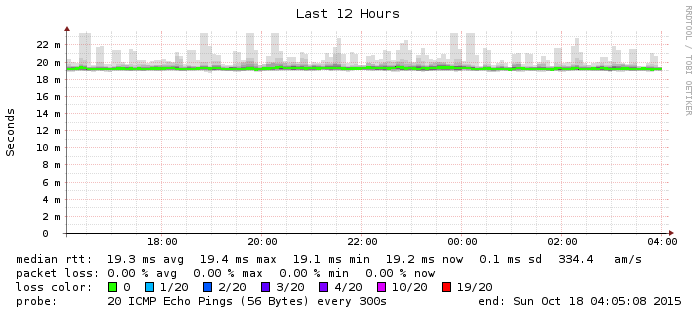 Last 12 Hours
RRDTOOL / TOBI OETIKER
Seconds
22 m
20 m
18 m
16 m
14 m
12 m
10 m
8 m
6 m
4 m
2 m
0
18:00 20:00 22:00 00:00 02:00 04:00
median rtt: 19.3 ms avg 19.4 ms max 19.1 ms min 19.2 ms now 0.1 ms sd 334.4 am/s
packet loss: 0.00 % avg 0.00 % max 0.00 % min 0.00 % now
loss color: 0 1/20 2/20 3/20 4/20 10/20 19/20
probe: 20 ICMP Echo Pings (56 Bytes) every 300s end: Sun Oct 18 04:05:08 2015